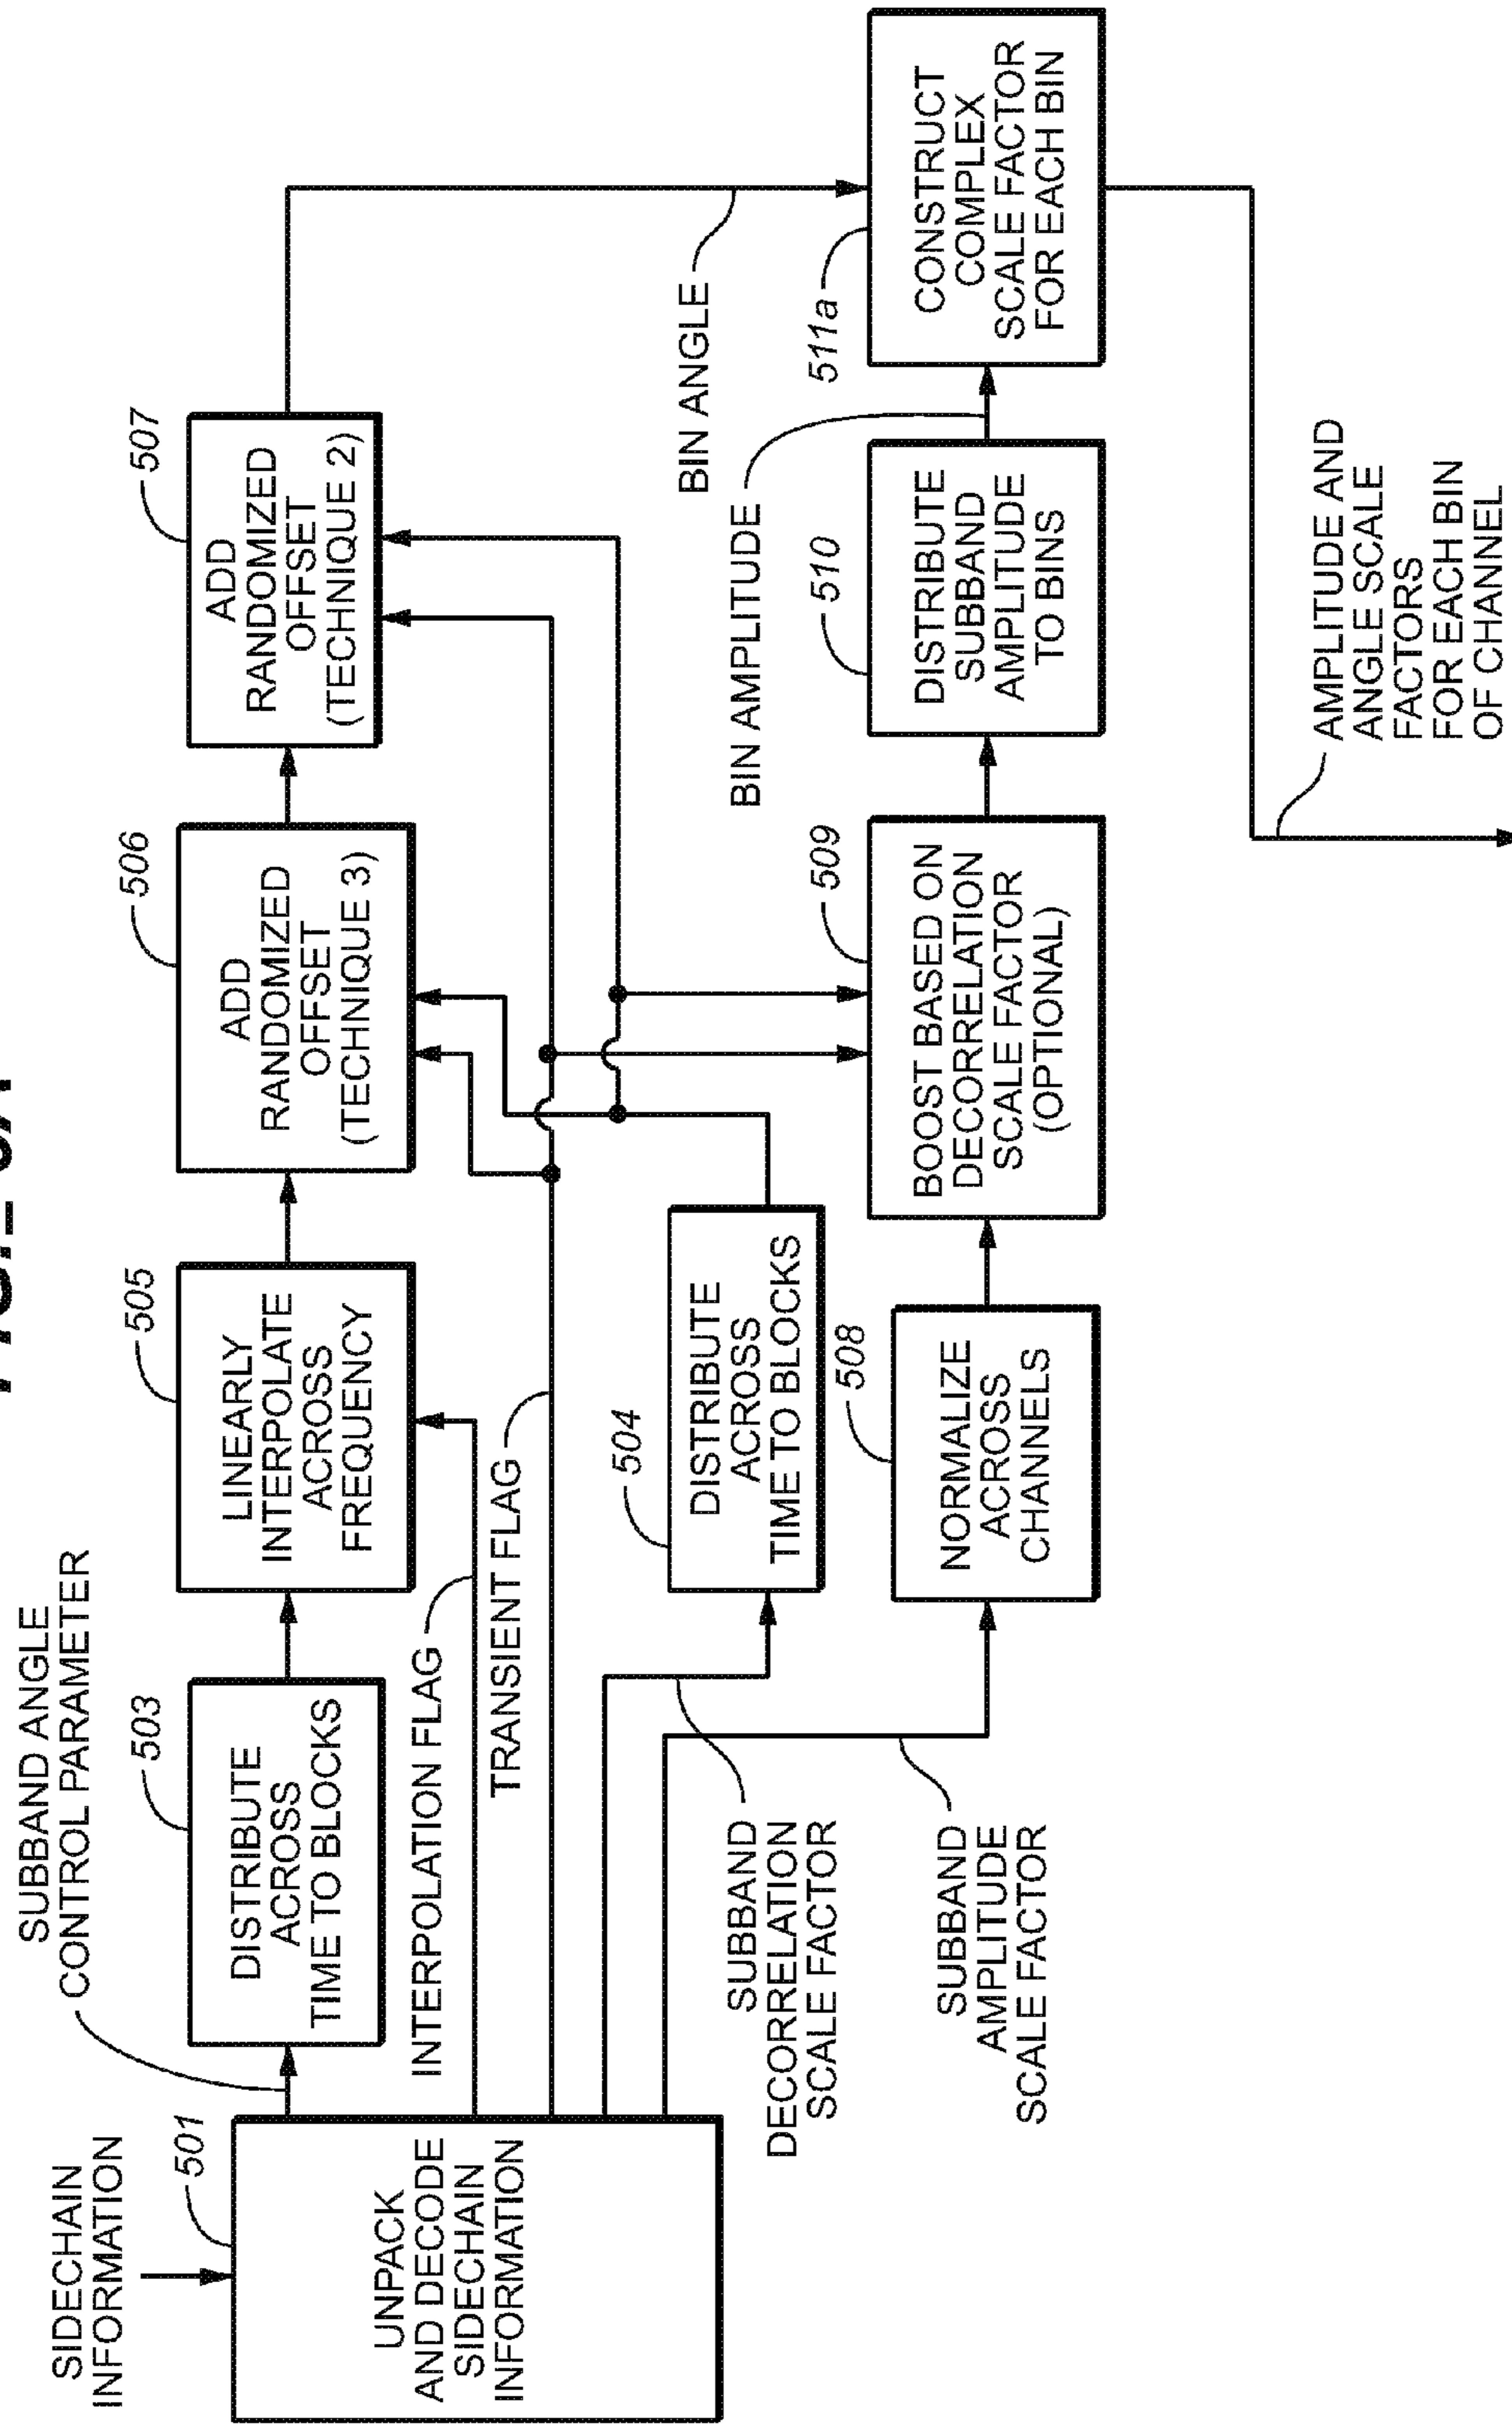 SIDECHAIN
INFORMATION
501
UNPACK
AND DECODE
SIDECHAIN
INFORMATION
SUBBAND ANGLE
CONTROL PARAMETER
503
DISTRIBUTE
ACROSS
TIME TO BLOCKS
505
LINEARLY
INTERPOLATE
ACROSS
FREQUENCY
506
ADD
RANDOMIZED
OFFSET
(TECHNIQUE 3)
507
ADD
RANDOMIZED
OFFSET
(TECHNIQUE 2)
INTERPOLATION FLAG
TRANSIENT FLAG
BIN ANGLE
504
DISTRIBUTE
ACROSS
TIME TO BLOCKS
SUBBAND
DECORRELATION
SCALE FACTOR
SUBBAND
AMPLITUDE
SCALE FACTOR
508
NORMALIZE
ACROSS
CHANNELS
509
BOOST BASED ON
DECORRELATION
SCALE FACTOR
(OPTIONAL)
BIN AMPLITUDE
510
DISTRIBUTE
SUBBAND
AMPLITUDE
TO BINS
511a
CONSTRUCT
COMPLEX
SCALE FACTOR
FOR EACH BIN
AMPLITUDE AND
ANGLE SCALE
FACTORS
FOR EACH BIN
OF CHANNEL